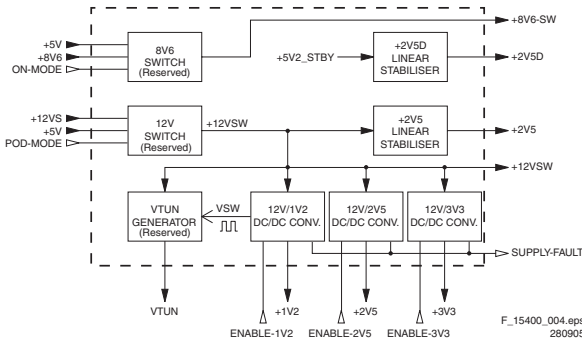 +5V
+8V6
ON-MODE
8V6
SWITCH
(Reserved)
+8V6-SW
+5V2_STBY
+2V5D
LINEAR
STABILISER
+2V5D
+12VS
+5V
POD-MODE
12V
SWITCH
(Reserved)
+12VSW
+2V5
LINEAR
STABILISER
+2V5
+12VSW
VTUN
GENERATOR
(Reserved)
VSW
12V/1V2
DC/DC CONV.
12V/2V5
DC/DC CONV.
12V/3V3
DC/DC CONV.
SUPPLY-FAULT
VTUN
+1V2
+2V5
+3V3
ENABLE-1V2
ENABLE-2V5
ENABLE-3V3
F_15400_004.eps
280905